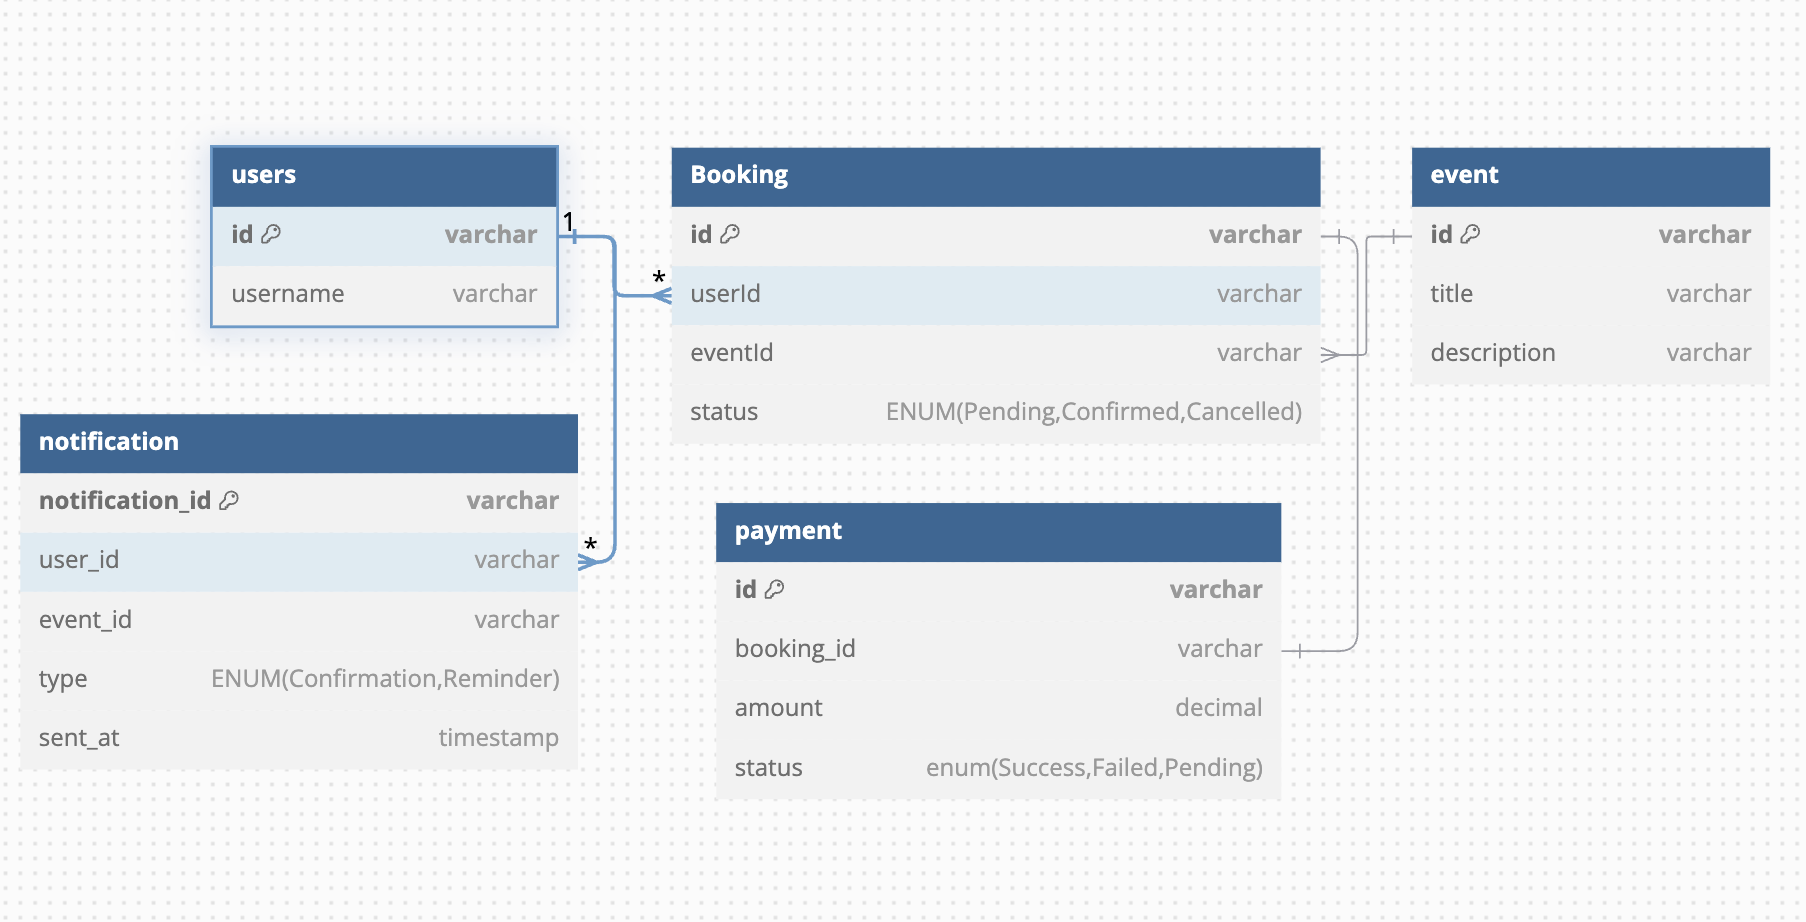 users
id varchar
username varchar
1
*
Booking
id varchar
userId varchar
eventId varchar
status ENUM(Pending,Confirmed,Cancelled)
event
id varchar
title varchar
description varchar
notification
notification_id varchar
user_id varchar
*
event_id varchar
type ENUM(Confirmation,Reminder)
sent_at timestamp
payment
id varchar
booking_id varchar
amount decimal
status enum(Success,Failed,Pending)